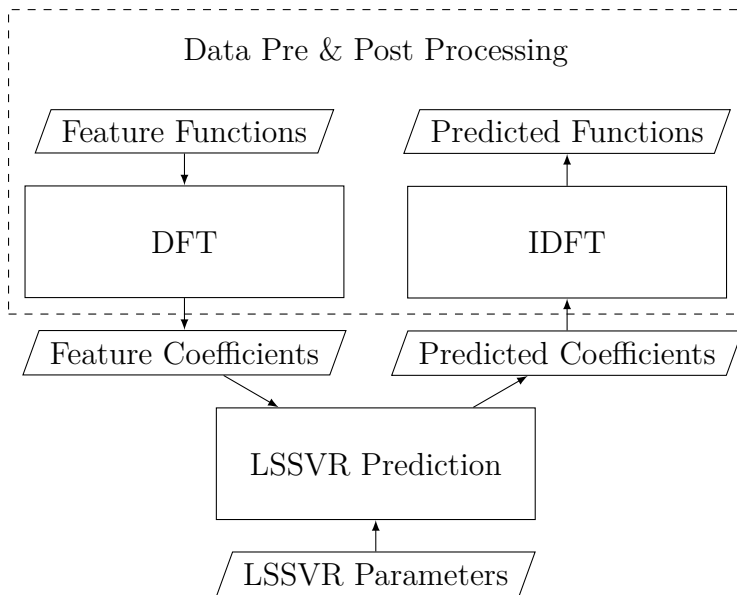 Data Pre & Post Processing
Feature Functions
Predicted Functions
DFT
IDFT
Feature Coefficients
Predicted Coefficients
LSSVR Prediction
LSSVR Parameters